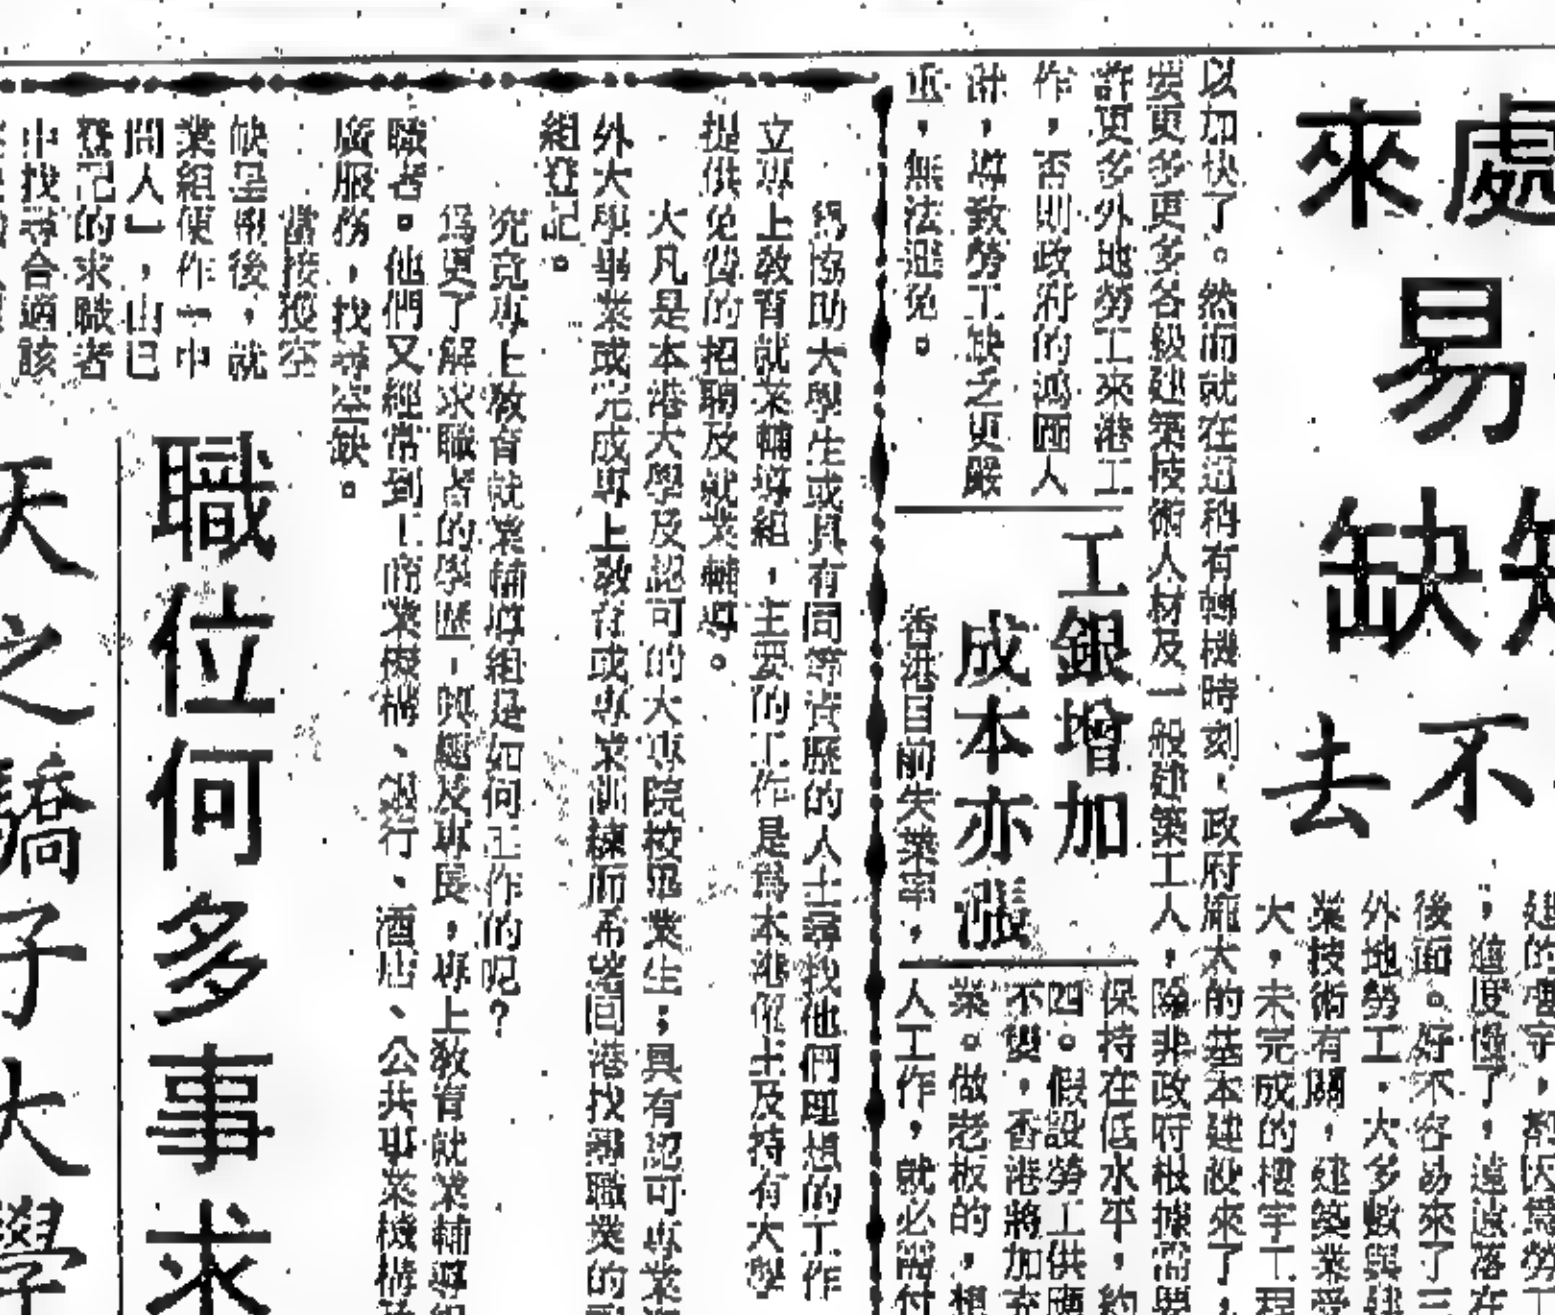 處
來
易
缺
不
去
建的樓宇，都因為勞工
，進度慢了，遠遠落在
後面。好不容易來了三
外地勞工，大多數與建
業技術有關，建築業受
大，未完成的樓宇工程
以加快了。然而就在這稍有轉機時刻，政府龐大的基本建設來了，
要更多更多各級建築技術人材及一般建築工人，除非政府根據需要
許更多外地勞工來港工
作，否則政府的鴻圖人
計，導致勞工缺乏更嚴
重，無法避免。
工銀增加
成本亦漲
保持在低水平，約
四。假設勞工供應
不變，香港將加充
業。做老板的，想
香港目前失業率，
人工作，就必需付
為協助大學生或具有同等資歷的人士尋找他們理想的工作
立專上教育就業輔導組，主要的工作是為本港僱主及持有大學
提供免費的招聘及就業輔導。
大凡是本港大學及認可的大專院校畢業生；具有認可專業
外大學畢業或完成專上教育或專業訓練而希望回港找尋職業的
組登記。
究竟專上教育就業輔導組是如何工作的呢？
為更了解求職者的學歷，興趣及專長，專上教育就業輔導組
職者。他們又經常到工商業機構、銀行、酒店、公共事業機構
廣服務，找尋空缺。
當接獲空
缺呈報後，就
業組便作一中
間人」，由已
登記的求職者
中找尋合適該
職位何多事求
天之驕子大學